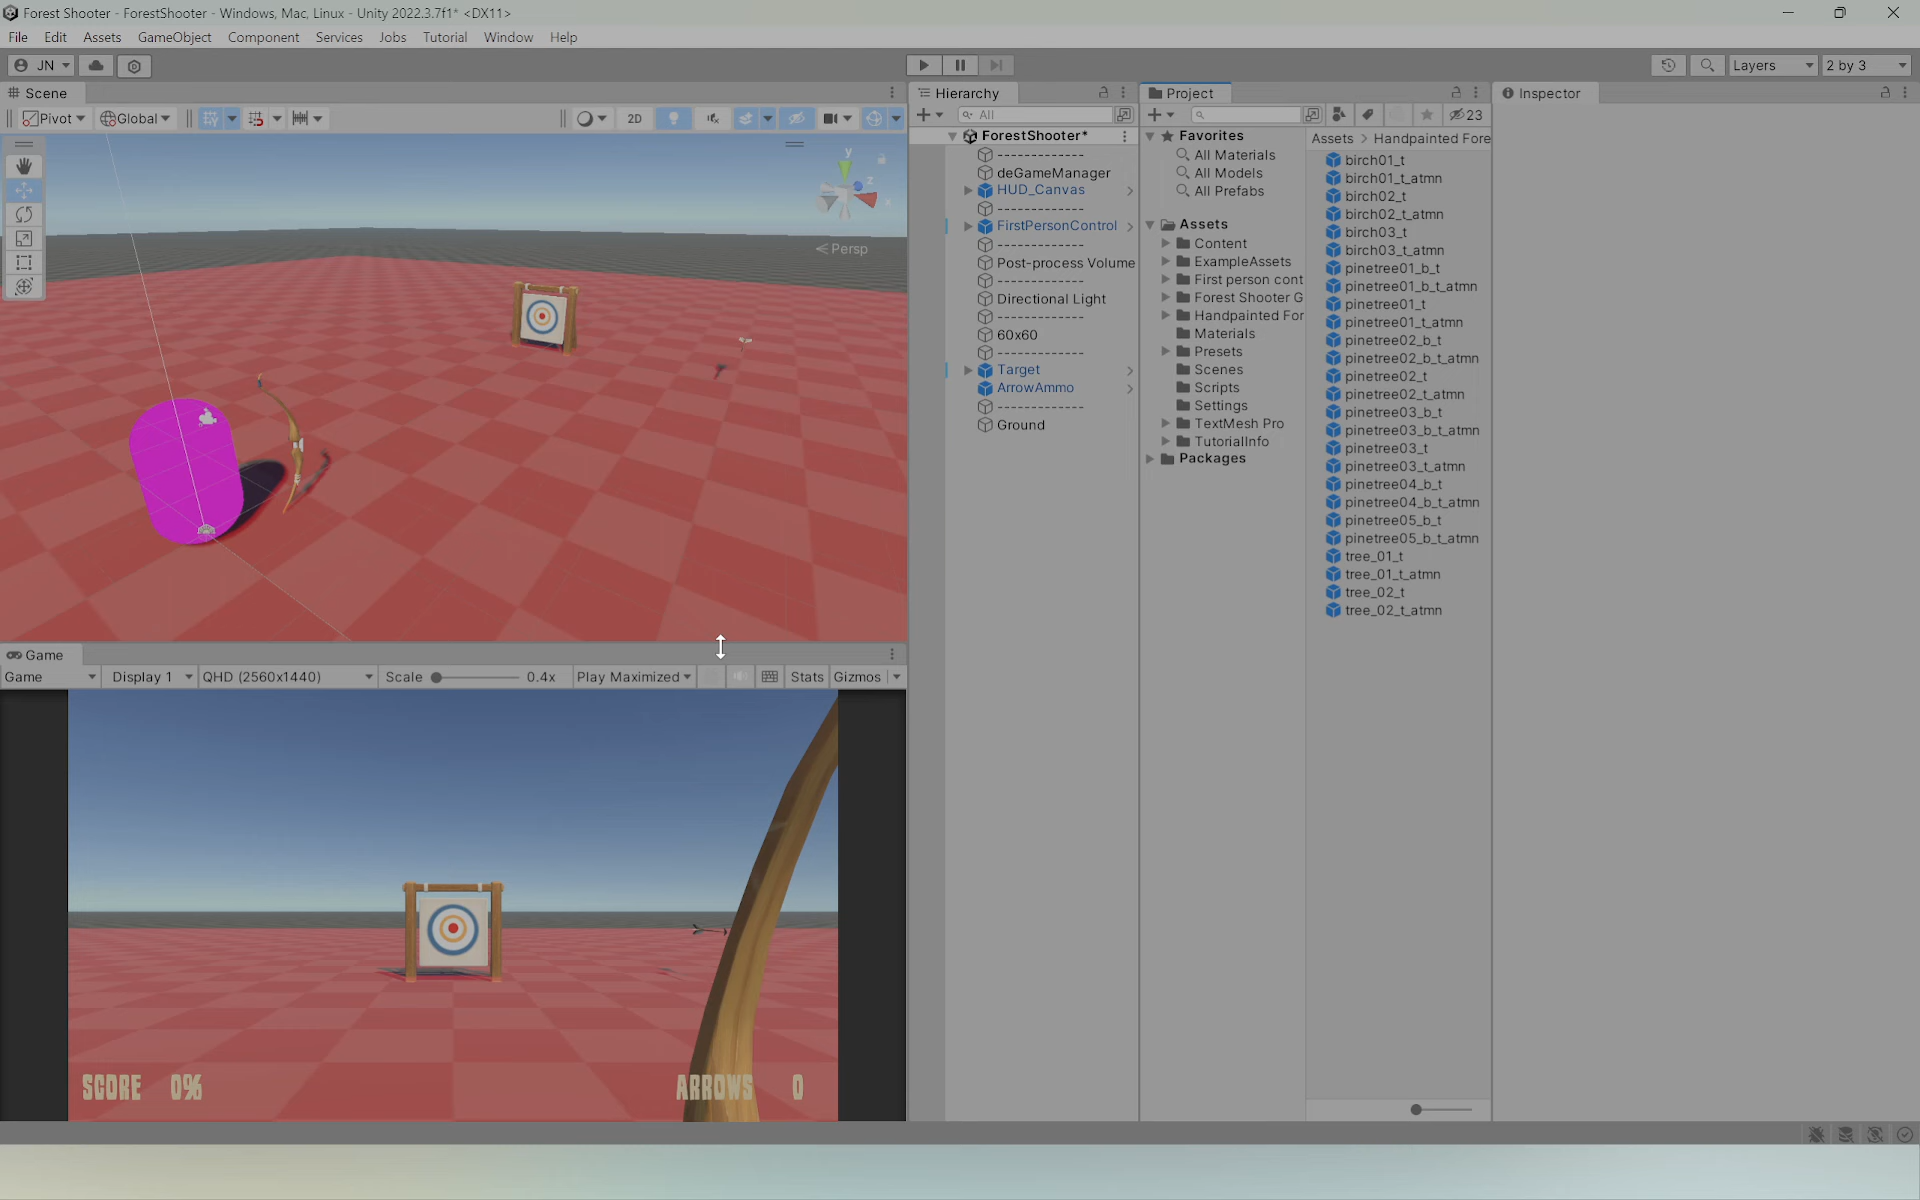 Forest Shooter - ForestShooter - Windows, Mac, Linux - Unity 2022.3.7f1* <DX11>
File Edit Assets GameObject Component Services Jobs Tutorial Window Help
JN
Layers
2 by 3
Scene
Pivot
Global
2D
y
z
x
Persp
Game
Game
Display 1
QHD (2560x1440)
Scale
0.4x
Play Maximized
Stats
Gizmos
SCORE 0%
ARROWS 0
Hierarchy
All
ForestShooter*
-------------
deGameManager
HUD_Canvas
-------------
FirstPersonControl
-------------
Post-process Volume
-------------
Directional Light
-------------
60x60
-------------
Target
ArrowAmmo
-------------
Ground
Project
23
Favorites
All Materials
All Models
All Prefabs
Assets
Content
ExampleAssets
First person cont
Forest Shooter G
Handpainted For
Materials
Presets
Scenes
Scripts
Settings
TextMesh Pro
TutorialInfo
Packages
Assets > Handpainted Fore
birch01_t
birch01_t_atmn
birch02_t
birch02_t_atmn
birch03_t
birch03_t_atmn
pinetree01_b_t
pinetree01_b_t_atmn
pinetree01_t
pinetree01_t_atmn
pinetree02_b_t
pinetree02_b_t_atmn
pinetree02_t
pinetree02_t_atmn
pinetree03_b_t
pinetree03_b_t_atmn
pinetree03_t
pinetree03_t_atmn
pinetree04_b_t
pinetree04_b_t_atmn
pinetree05_b_t
pinetree05_b_t_atmn
tree_01_t
tree_01_t_atmn
tree_02_t
tree_02_t_atmn
Inspector